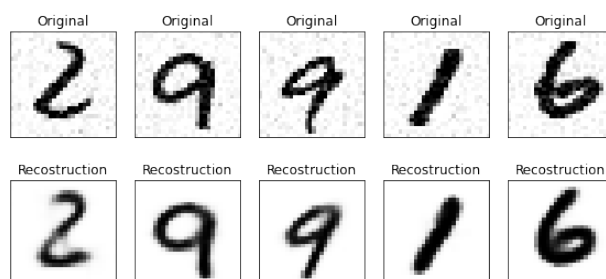 Original Original Original Original Original
2 9 9 1 6
Recostruction Recostruction Recostruction Recostruction Recostruction
2 9 9 1 6